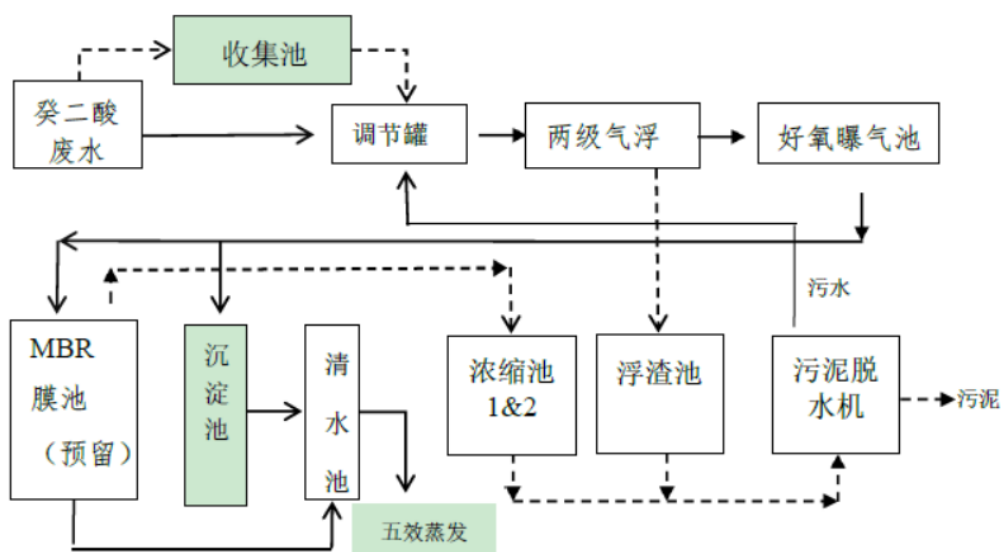 收集池
癸二酸
废水
调节罐
两级气浮
好氧曝气池
污水
MBR
膜池
（预留）
沉
淀
池
清
水
池
浓缩池
1&2
浮渣池
污泥脱
水机
污泥
五效蒸发